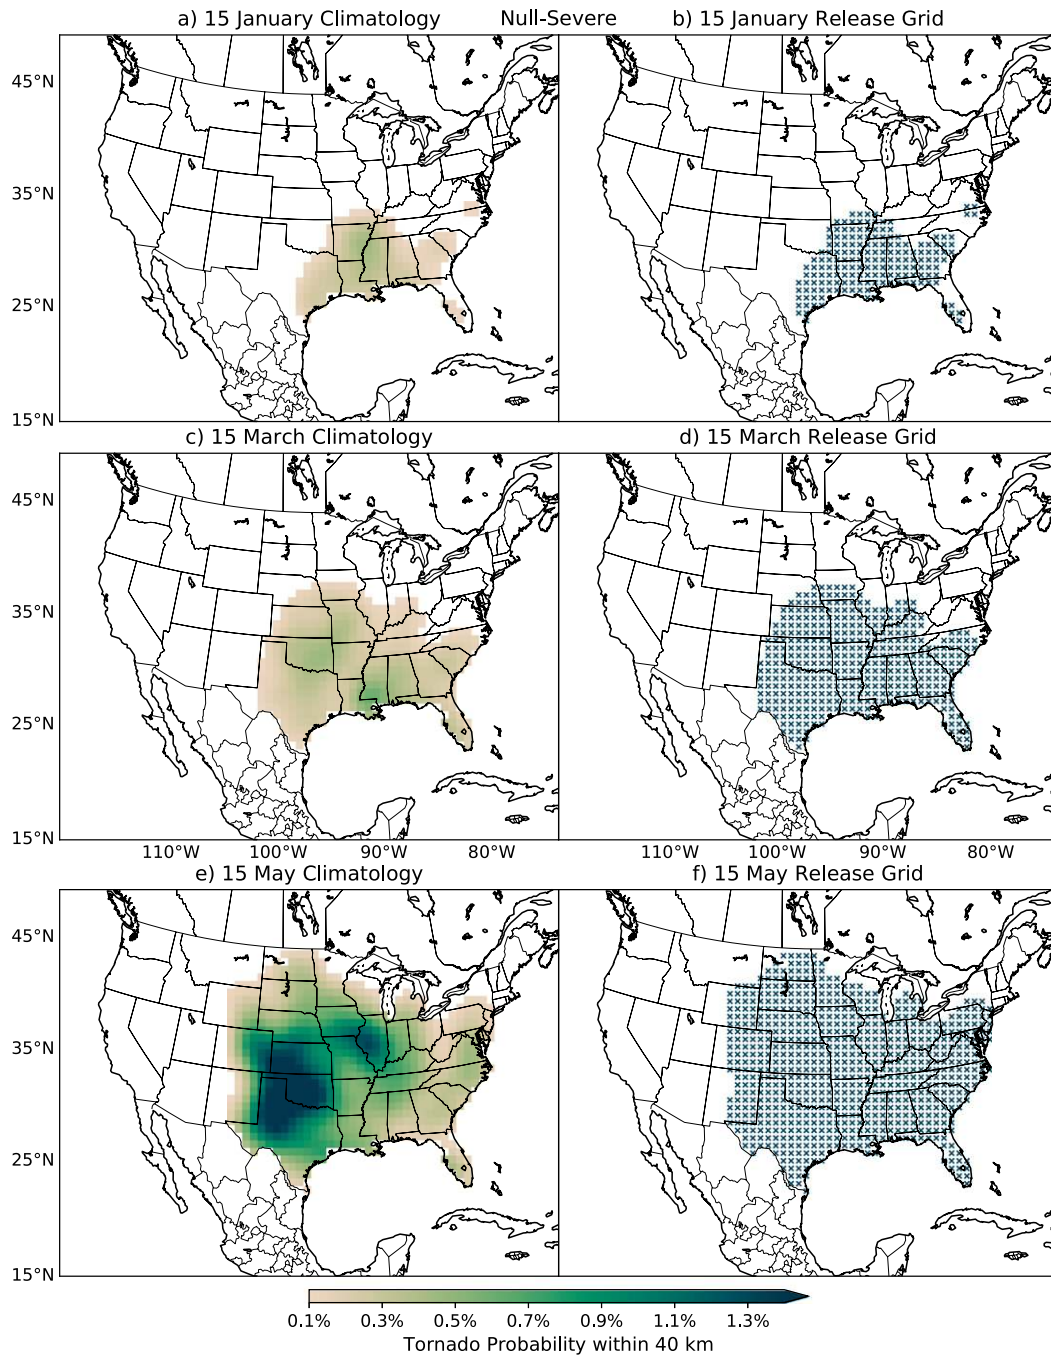 a) 15 January Climatology Null-Severe b) 15 January Release Grid
45°N
35°N
25°N
15°N
c) 15 March Climatology d) 15 March Release Grid
45°N
35°N
25°N
15°N
110°W 100°W 90°W 80°W 110°W 100°W 90°W 80°W
e) 15 May Climatology f) 15 May Release Grid
45°N
35°N
25°N
15°N
0.1% 0.3% 0.5% 0.7% 0.9% 1.1% 1.3%
Tornado Probability within 40 km